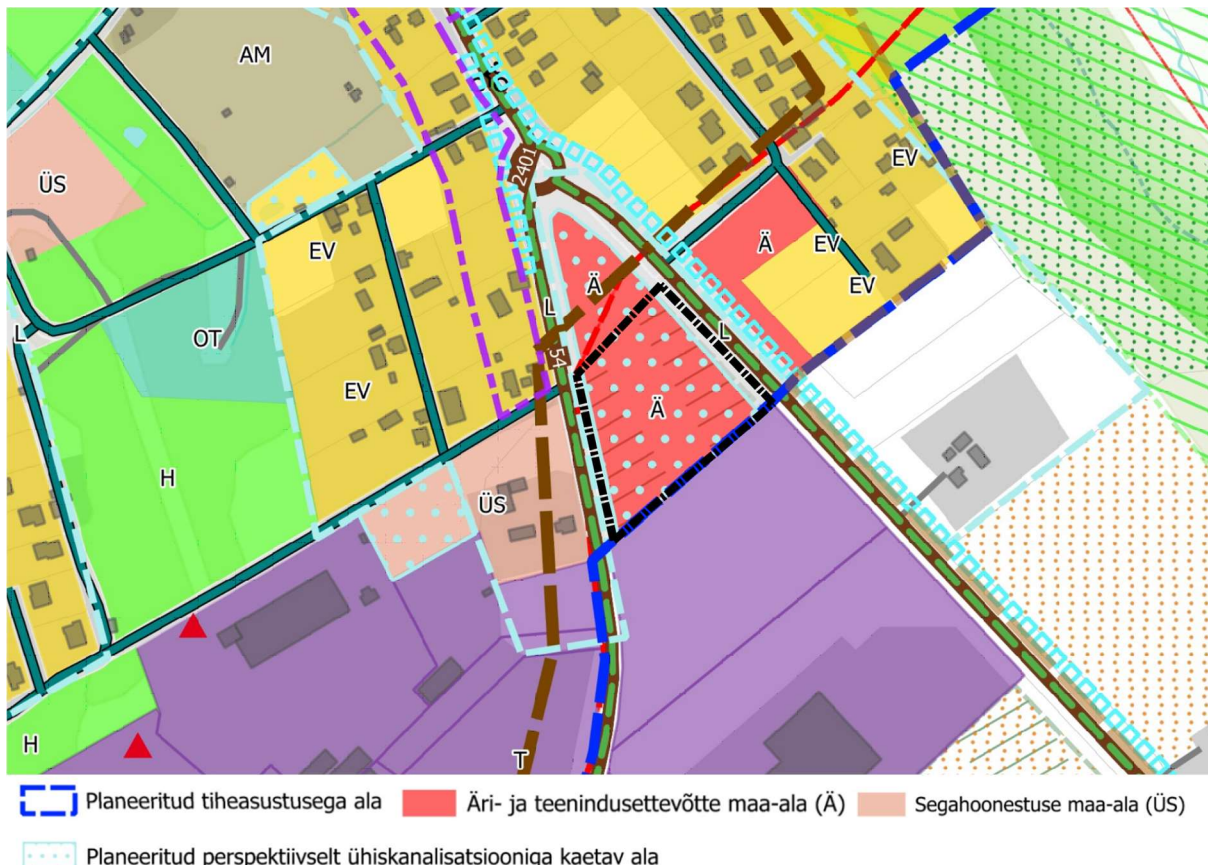 AM
2401
ÜS
EV
EV
Ä
EV
Ä
L
EV
L
OT
L
54
EV
Ä
H
ÜS
H
T
Planeeritud tiheasustusega ala
Äri- ja teenindusettevõtte maa-ala (Ä)
Segahoonestuse maa-ala (ÜS)
Planeeritud perspektiivselt ühiskanalisatsiooniga kaetav ala